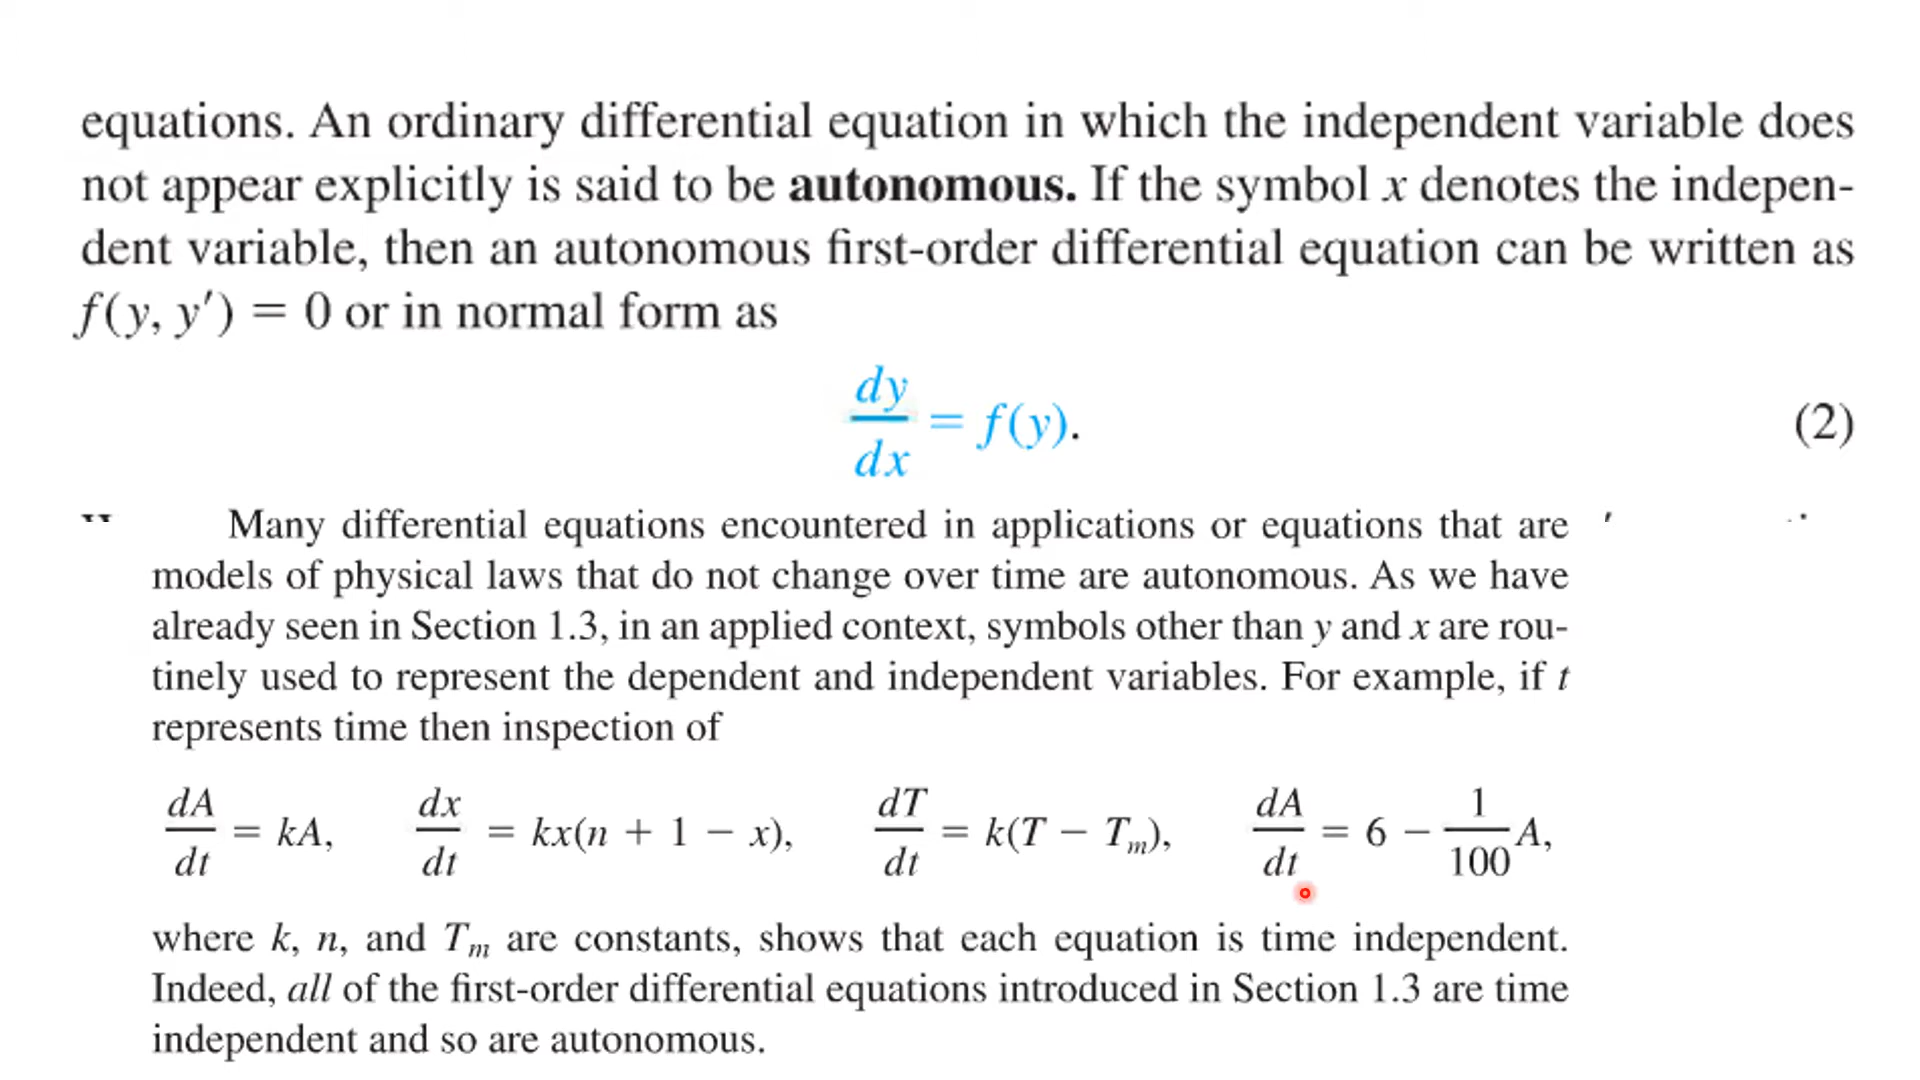 equations. An ordinary differential equation in which the independent variable does
not appear explicitly is said to be autonomous. If the symbol x denotes the indepen-
dent variable, then an autonomous first-order differential equation can be written as
f(y, y′) = 0 or in normal form as
dy/dx = f(y). (2)
Many differential equations encountered in applications or equations that are
models of physical laws that do not change over time are autonomous. As we have
already seen in Section 1.3, in an applied context, symbols other than y and x are rou-
tinely used to represent the dependent and independent variables. For example, if t
represents time then inspection of
dA/dt = kA, dx/dt = kx(n + 1 − x), dT/dt = k(T − Tₘ), dA/dt = 6 − 1/100 A,
where k, n, and Tₘ are constants, shows that each equation is time independent.
Indeed, all of the first-order differential equations introduced in Section 1.3 are time
independent and so are autonomous.